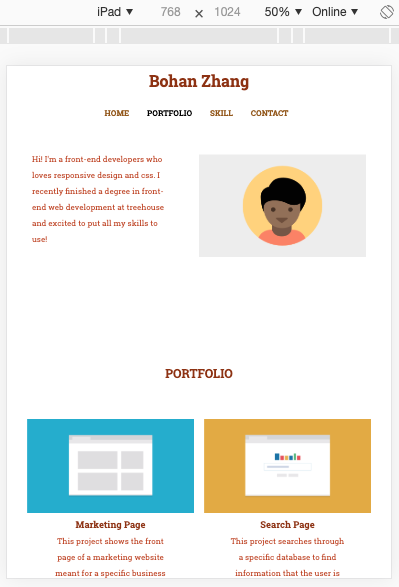 iPad ▼ 768 × 1024 50% ▼ Online ▼
Bohan Zhang
HOME PORTFOLIO SKILL CONTACT
Hi! I'm a front-end developers who
loves responsive design and css. I
recently finished a degree in front-
end web development at treehouse
and excited to put all my skills to
use!
PORTFOLIO
Marketing Page
This project shows the front
page of a marketing website
meant for a specific business
Search Page
This project searches through
a specific database to find
information that the user is